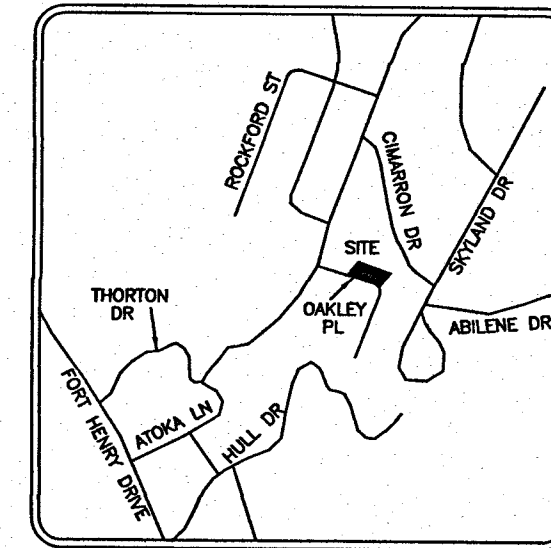 ROCKFORD ST
CIMARRON DR
SKYLAND DR
SITE
OAKLEY
PL
ABILENE DR
THORTON
DR
FORT HENRY DRIVE
ATOKA LN
HULL DR